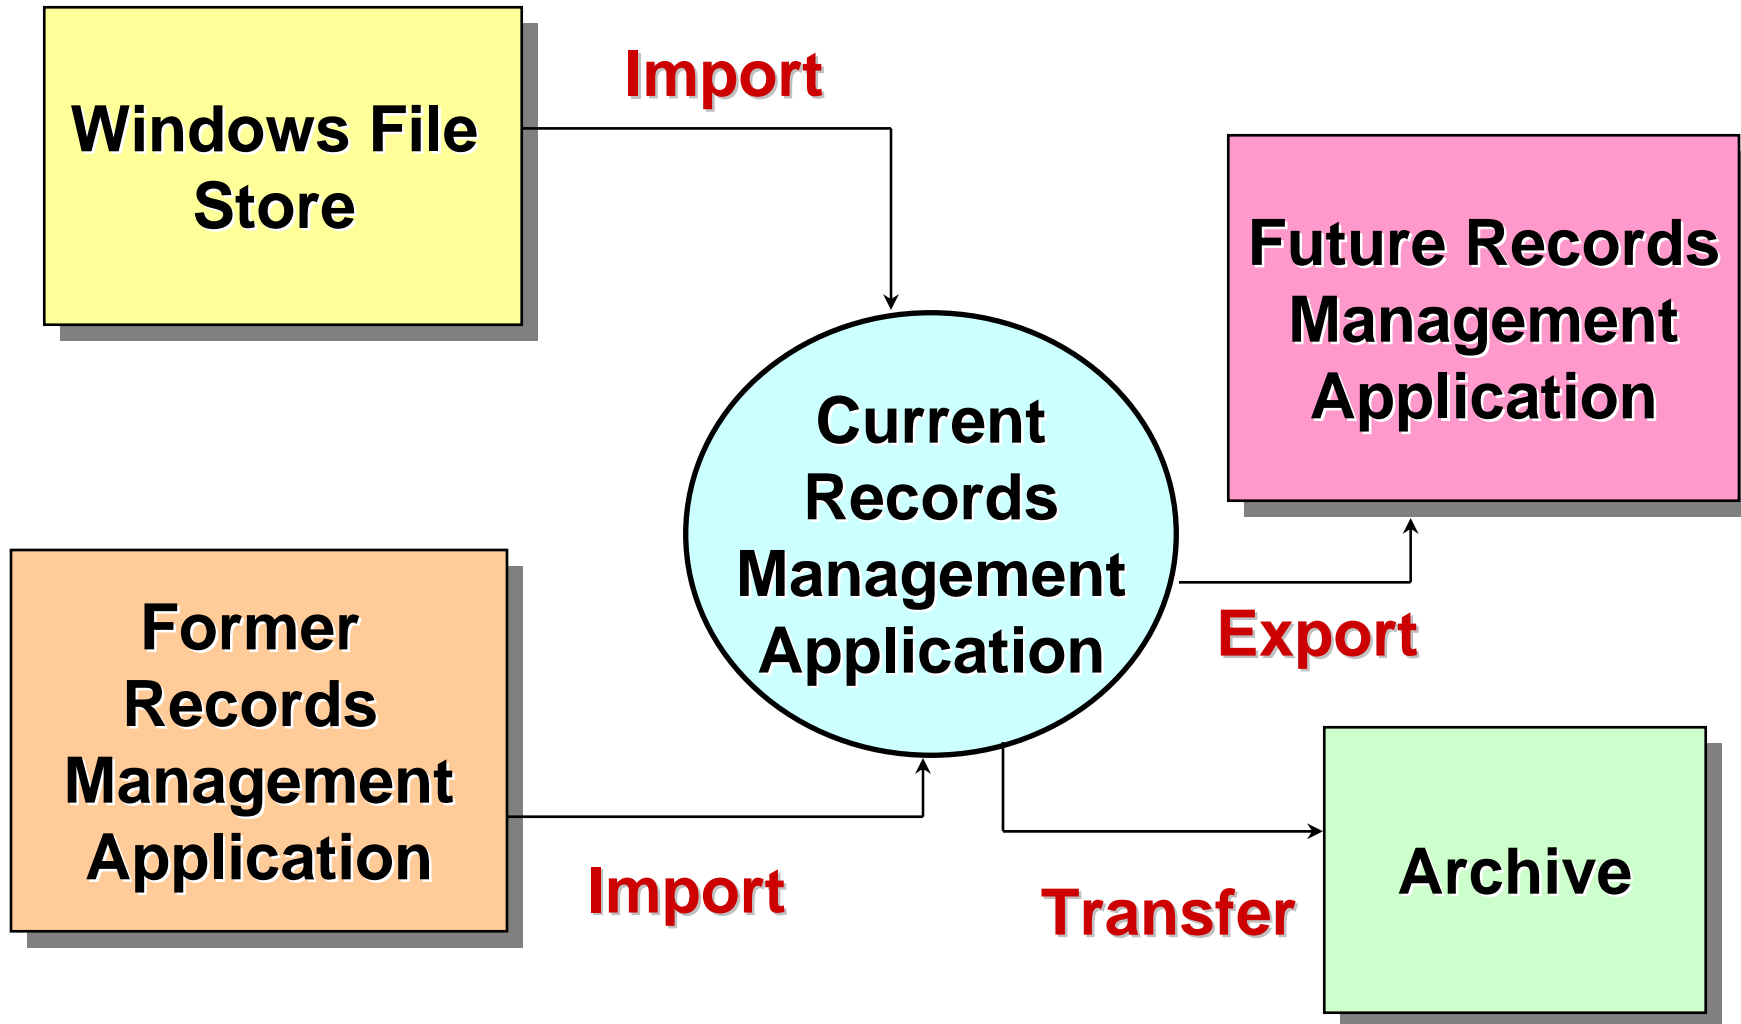 Windows File
Store
Import
Future Records
Management
Application
Current
Records
Management
Application
Export
Former
Records
Management
Application
Import
Transfer
Archive